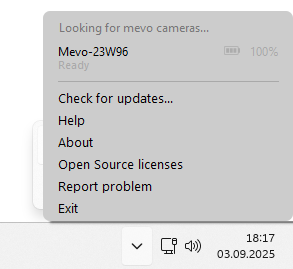 Looking for mevo cameras...
Mevo-23W96 100%
Ready
Check for updates...
Help
About
Open Source licenses
Report problem
Exit
18:17
03.09.2025